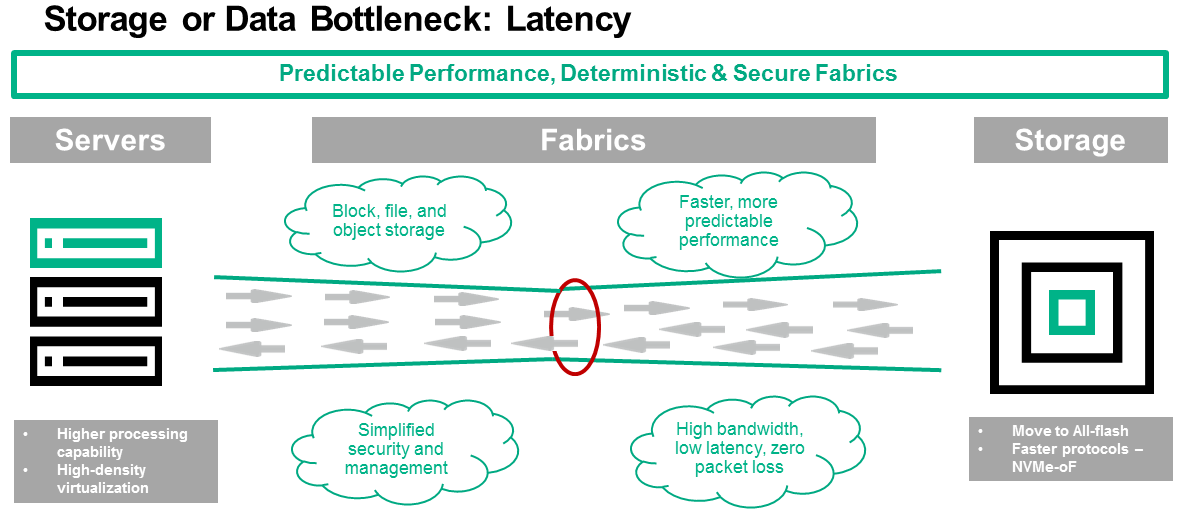 Storage or Data Bottleneck: Latency
Predictable Performance, Deterministic & Secure Fabrics
Servers
Fabrics
Storage
Block, file, and
object storage
Faster, more
predictable
performance
Simplified
security and
management
High bandwidth,
low latency, zero
packet loss
• Higher processing
capability
• High-density
virtualization
• Move to All-flash
• Faster protocols –
NVMe-oF